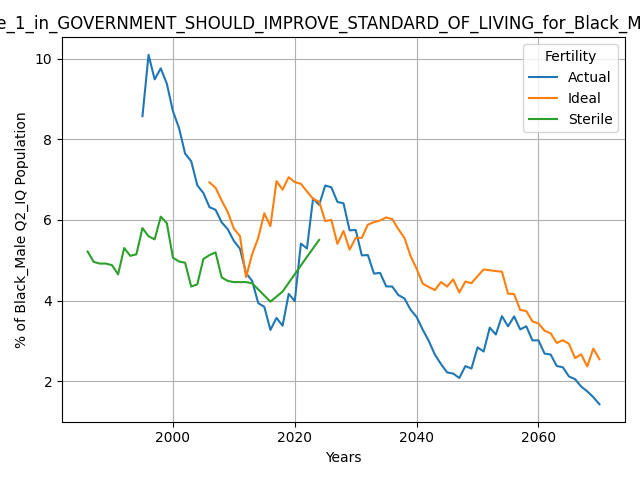 e_1_in_GOVERNMENT_SHOULD_IMPROVE_STANDARD_OF_LIVING_for_Black_M
Fertility
Actual
Ideal
Sterile
% of Black_Male Q2_IQ Population
10
8
6
4
2
2000
2020
2040
2060
Years